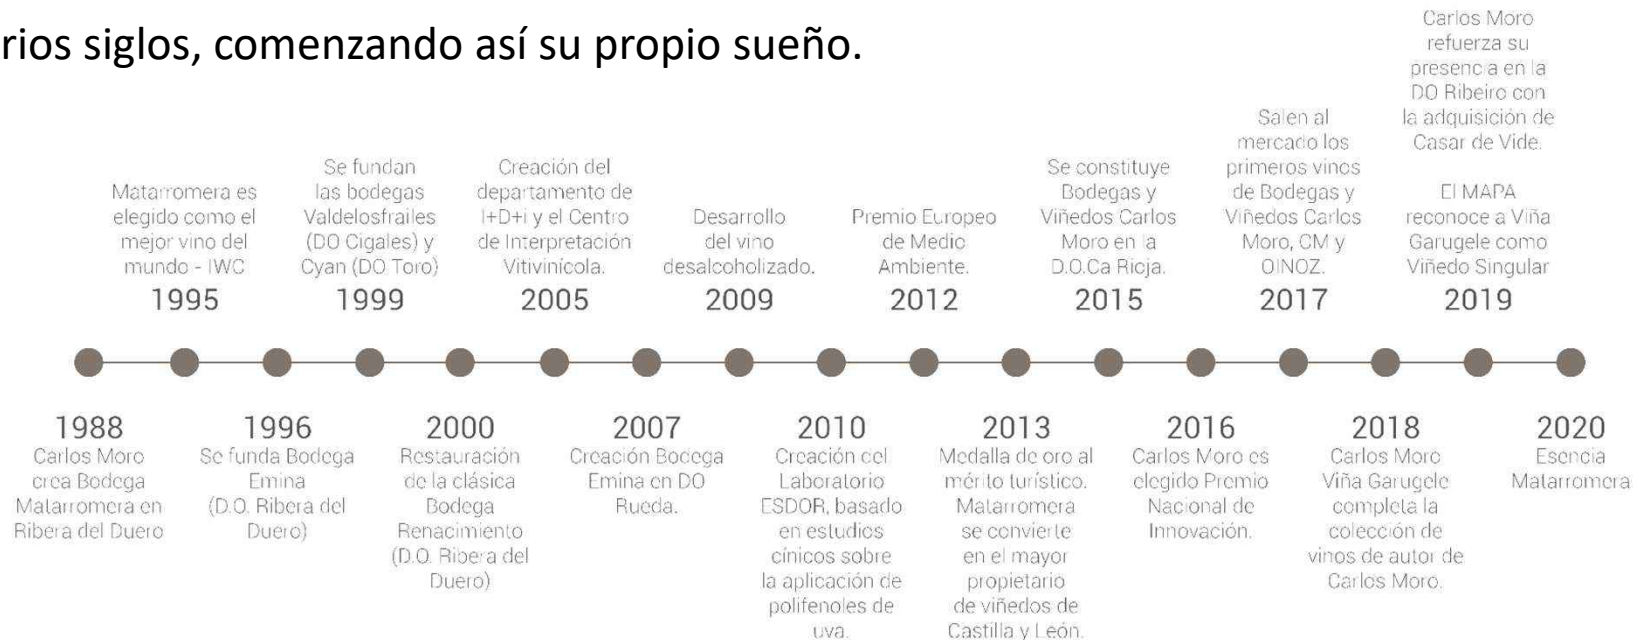 rios siglos, comenzando así su propio sueño.
Matarromera es
elegido como el
mejor vino del
mundo - IWC
1995
Se fundan
las bodegas
Valdelosfrailes
(DO Cigales) y
Cyan (DO Toro)
1999
Creación del
departamento de
I+D+i y el Centro
de Interpretación
Vitivinícola.
2005
Desarrollo
del vino
desalcoholizado.
2009
Premio Europeo
de Medio
Ambiente.
2012
Se constituye
Bodegas y
Viñedos Carlos
Moro en la
D.O.Ca Rioja.
2015
Salen al
mercado los
primeros vinos
de Bodegas y
Viñedos Carlos
Moro, CM y
OINOZ.
2017
Carlos Moro
refuerza su
presencia en la
DO Ribeiro con
la adquisición de
Casar de Vide.
El MAPA
reconoce a Viña
Garugele como
Viñedo Singular
2019
1988
Carlos Moro
crea Bodega
Matarromera en
Ribera del Duero
1996
Se funda Bodega
Emina
(D.O. Ribera del
Duero)
2000
Restauración
de la clásica
Bodega
Renacimiento
(D.O. Ribera del
Duero)
2007
Creación Bodega
Emina en DO
Rueda.
2010
Creación del
Laboratorio
ESDOR, basado
en estudios
cínicos sobre
la aplicación de
polifenoles de
uva.
2013
Medalla de oro al
mérito turístico.
Matarromera
se convierte
en el mayor
propietario
de viñedos de
Castilla y León.
2016
Carlos Moro es
elegido Premio
Nacional de
Innovación.
2018
Carlos Moro
Viña Garugele
completa la
colección de
vinos de autor de
Carlos Moro.
2020
Esencia
Matarromera